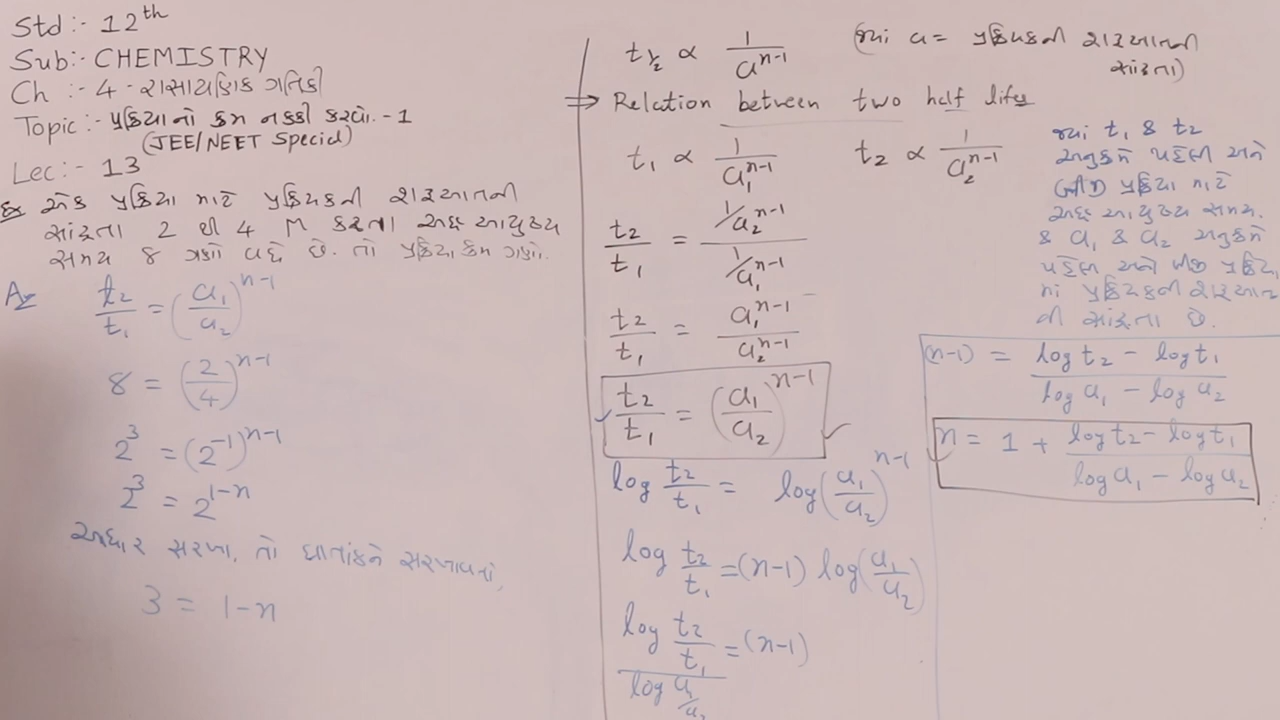 Std :- 12th
Sub :- CHEMISTRY
Ch :- 4 - રાસાયણિક ગતિકી
Topic :- પ્રક્રિયાનો ક્રમ નક્કી કરવો. - 1
(JEE/NEET Special)
Lec :- 13
Ex એક પ્રક્રિયા માટે પ્રક્રિયકની શરૂઆતની
સાંદ્રતા 2 થી 4 M કરતા અર્ધ આયુષ્ય
સમય 8 ગણો વધે છે. તો પ્રક્રિયા ક્રમ ગણો.
A t₂/t₁ = (a₁/a₂)^(n-1)
8 = (2/4)^(n-1)
2³ = (2⁻¹)^(n-1)
2³ = 2^(1-n)
આધાર સરખા, તો ઘાતાંકને સરખાવતાં,
3 = 1-n
t½ ∝ 1/a^(n-1) (જ્યાં a = પ્રક્રિયકની શરૂઆતની
સાંદ્રતા)
⇒ Relation between two half lifes
t₁ ∝ 1/a₁^(n-1) t₂ ∝ 1/a₂^(n-1)
t₂/t₁ = (1/a₂^(n-1))/(1/a₁^(n-1))
t₂/t₁ = a₁^(n-1)/a₂^(n-1)
t₂/t₁ = (a₁/a₂)^(n-1)
log t₂/t₁ = log(a₁/a₂)^(n-1)
log t₂/t₁ = (n-1) log(a₁/a₂)
(log t₂/t₁)/(log a₁/a₂) = (n-1)
જ્યાં t₁ & t₂
અનુક્રમે પહેલી અને
બીજી પ્રક્રિયા માટે
અર્ધ આયુષ્ય સમય.
& a₁ & a₂ અનુક્રમે
પહેલી અને બીજી પ્રક્રિયા
ની પ્રક્રિયકની શરૂઆત
ની સાંદ્રતા છે.
(n-1) = (log t₂ - log t₁)/(log a₁ - log a₂)
n = 1 + (log t₂ - log t₁)/(log a₁ - log a₂)